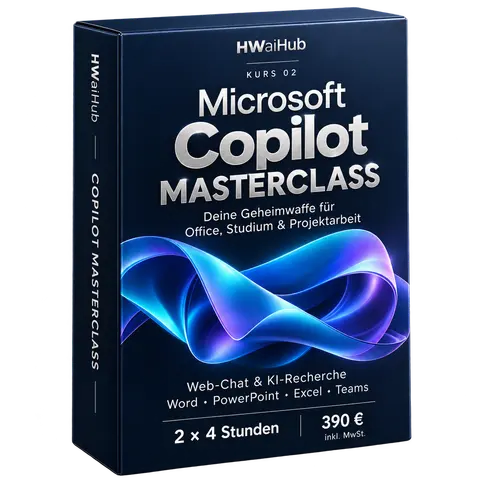 HWaiHub
KURS 02
Microsoft
Copilot
MASTERCLASS
Deine Geheimwaffe für
Office, Studium & Projektarbeit
Web-Chat & KI-Recherche
Word • PowerPoint • Excel • Teams
2 × 4 Stunden
390 €
inkl. MwSt.
HWaiHub
COPILOT MASTERCLASS